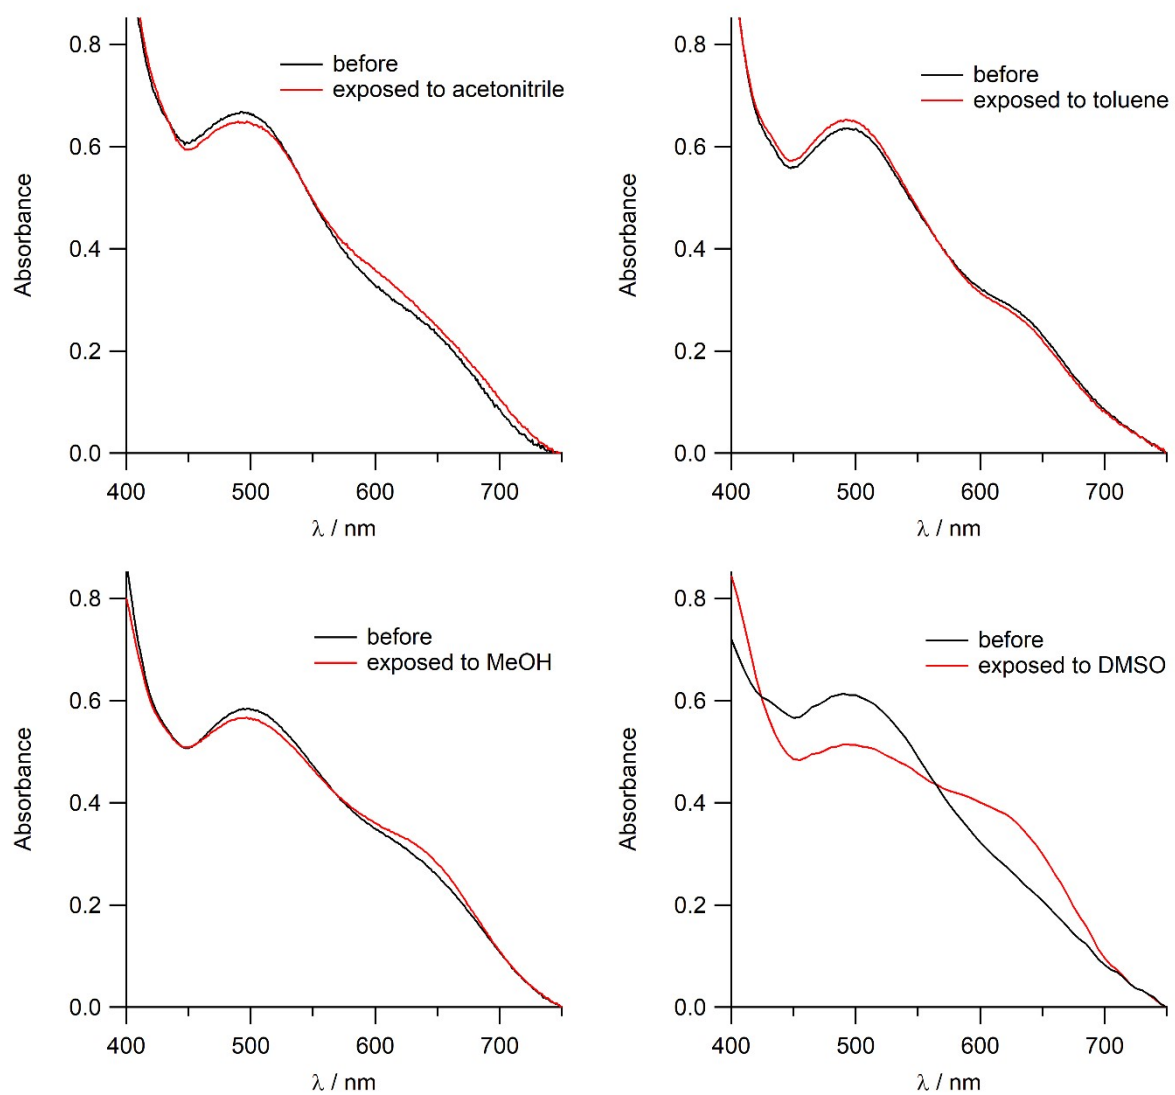 0.8
0.6
0.4
0.2
0.0
Absorbance
before
exposed to acetonitrile
400 500 600 700
λ / nm
0.8
0.6
0.4
0.2
0.0
Absorbance
before
exposed to toluene
400 500 600 700
λ / nm
0.8
0.6
0.4
0.2
0.0
Absorbance
before
exposed to MeOH
400 500 600 700
λ / nm
0.8
0.6
0.4
0.2
0.0
Absorbance
before
exposed to DMSO
400 500 600 700
λ / nm